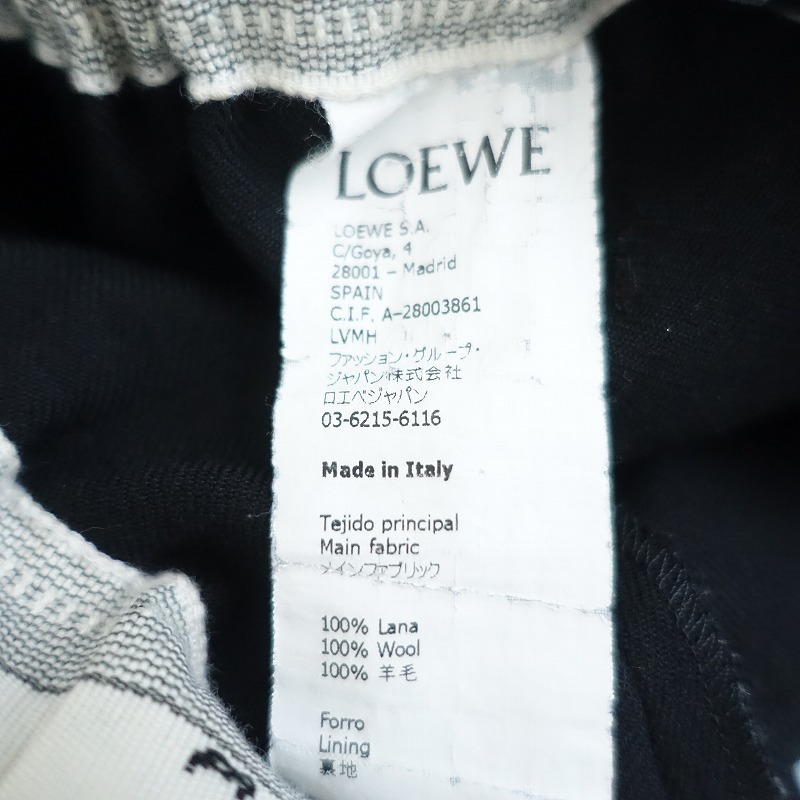 LOEWE
LOEWE S.A.
C/Goya, 4
28001 – Madrid
SPAIN
C.I.F. A-28003861
LVMH
ファッション・グループ・
ジャパン株式会社
ロエベジャパン
03-6215-6116
Made in Italy
Tejido principal
Main fabric
メインファブリック
100% Lana
100% Wool
100% 羊毛
Forro
Lining
裏地